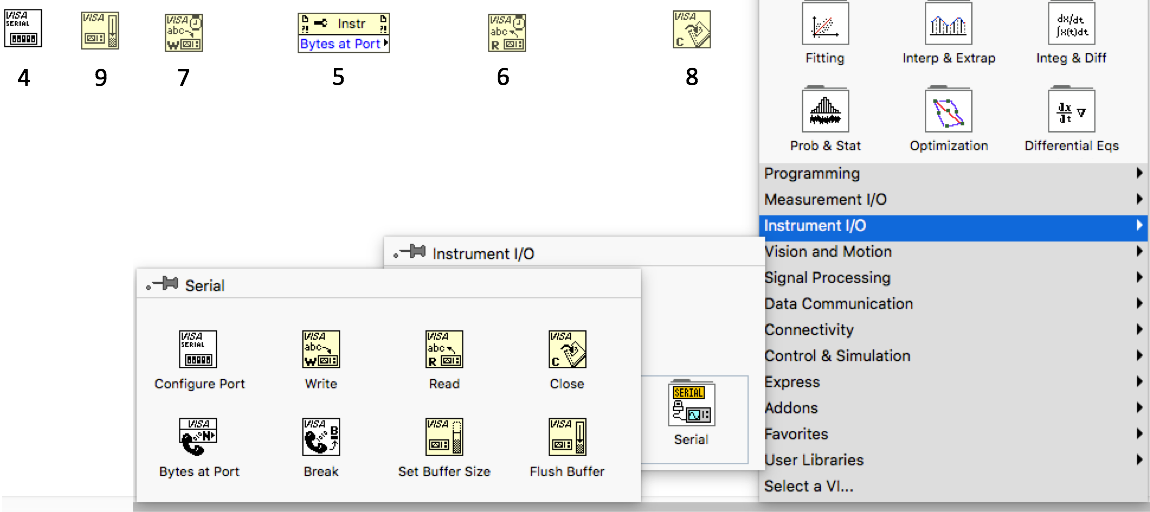 VISA
SERIAL
VISA
VISA
abc
W
Instr
Bytes at Port
VISA
abc
R
VISA
C
4
9
7
5
6
8
dx/dt
∫x(t)dt
Fitting
Interp & Extrap
Integ & Diff
dx
dt
Prob & Stat
Optimization
Differential Eqs
Programming
Measurement I/O
Instrument I/O
Vision and Motion
Signal Processing
Data Communication
Connectivity
Control & Simulation
Express
Addons
Favorites
User Libraries
Select a VI...
Instrument I/O
SERIAL
Serial
Serial
VISA
SERIAL
VISA
abc
W
VISA
abc
R
VISA
C
Configure Port
Write
Read
Close
VISA
N
VISA
B
VISA
VISA
Bytes at Port
Break
Set Buffer Size
Flush Buffer